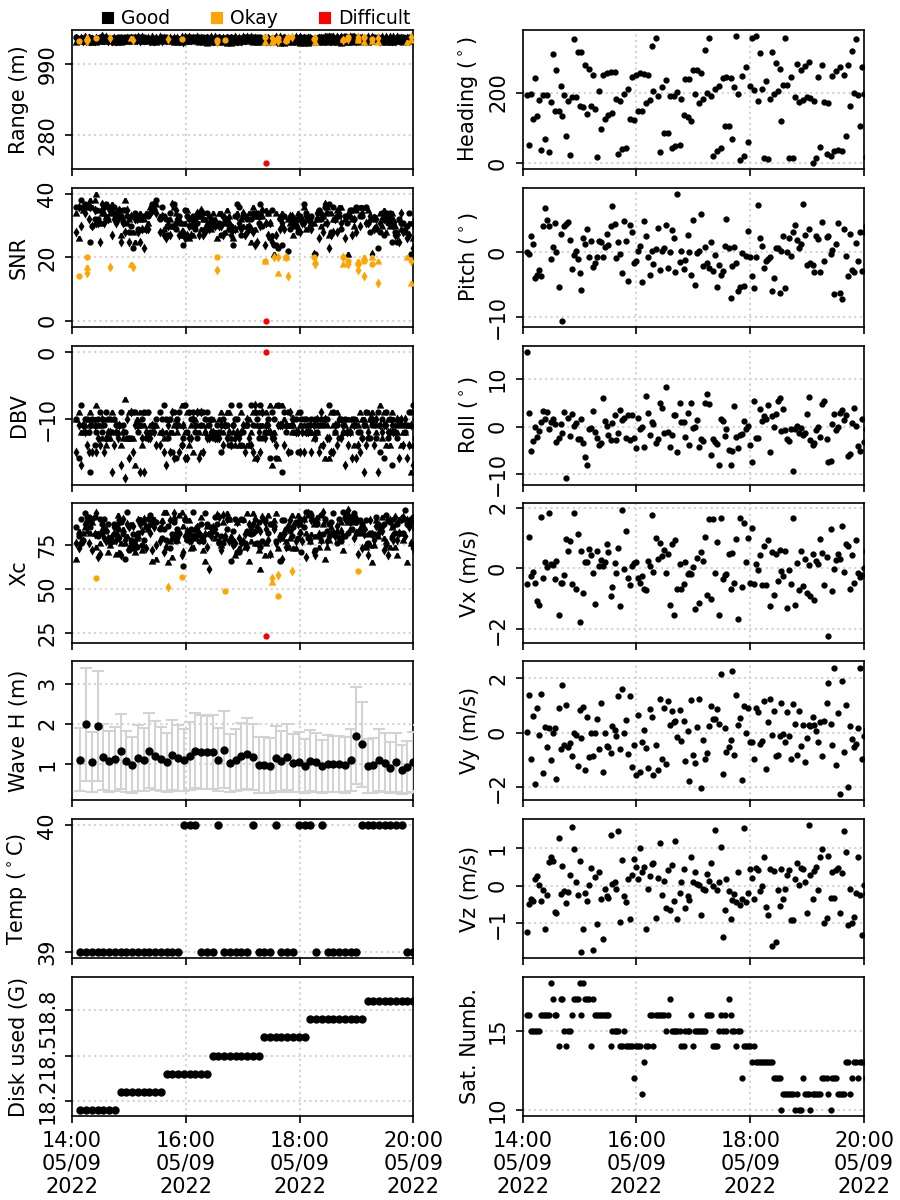 Good Okay Difficult
Range (m)
990
280
Heading ( ° )
200
0
SNR
40
20
0
Pitch ( ° )
0
−10
DBV
0
−10
Roll ( ° )
10
0
−10
Xc
75
50
25
Vx (m/s)
2
0
−2
Wave H (m)
3
2
1
Vy (m/s)
2
0
−2
Temp ( ° C)
40
39
Vz (m/s)
1
0
−1
Disk used (G)
18.8
18.5
18.2
Sat. Numb.
15
10
14:00 16:00 18:00 20:00
05/09 05/09 05/09 05/09
2022 2022 2022 2022
14:00 16:00 18:00 20:00
05/09 05/09 05/09 05/09
2022 2022 2022 2022